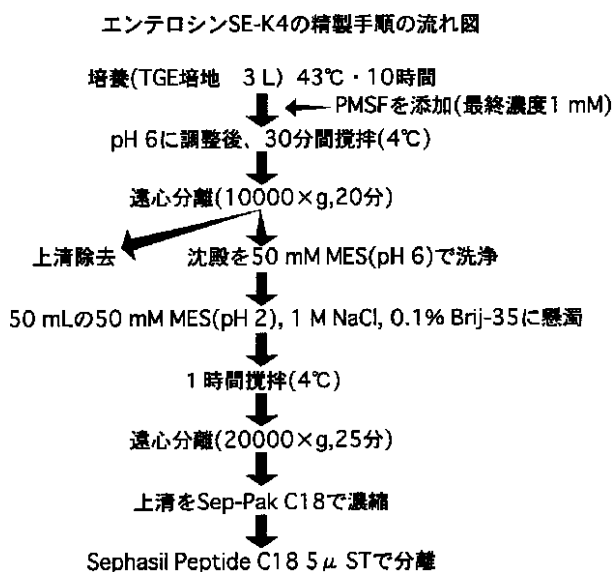 エンテロシンSE-K4の精製手順の流れ図
培養(TGE培地 3 L) 43℃・10時間
PMSFを添加(最終濃度1 mM)
pH 6に調整後、30分間撹拌(4℃)
遠心分離(10000×g,20分)
上清除去
沈殿を50 mM MES(pH 6)で洗浄
50 mLの50 mM MES(pH 2), 1 M NaCl, 0.1% Brij-35に懸濁
1時間撹拌(4℃)
遠心分離(20000×g,25分)
上清をSep-Pak C18で濃縮
Sephasil Peptide C18 5μ STで分離